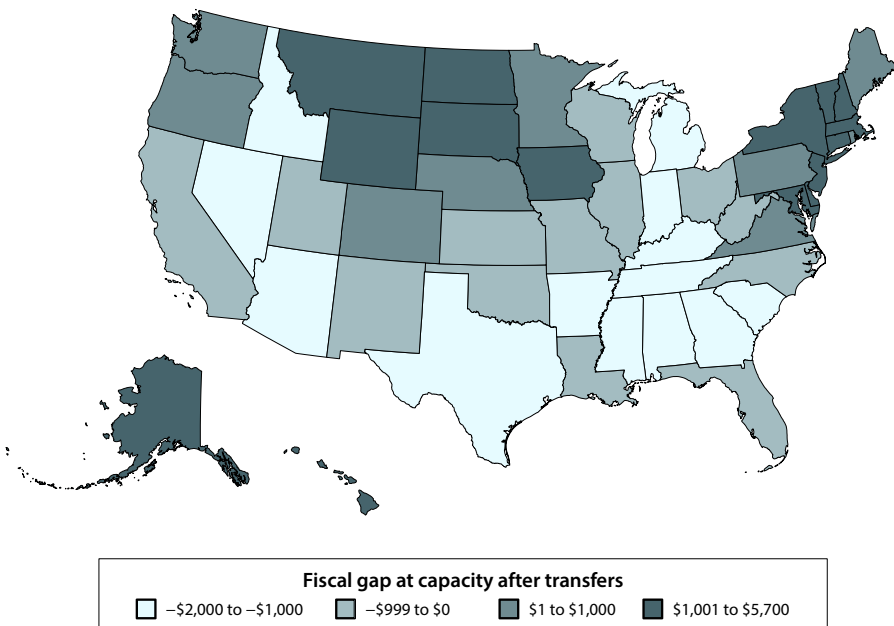 Fiscal gap at capacity after transfers
–$2,000 to –$1,000 –$999 to $0 $1 to $1,000 $1,001 to $5,700